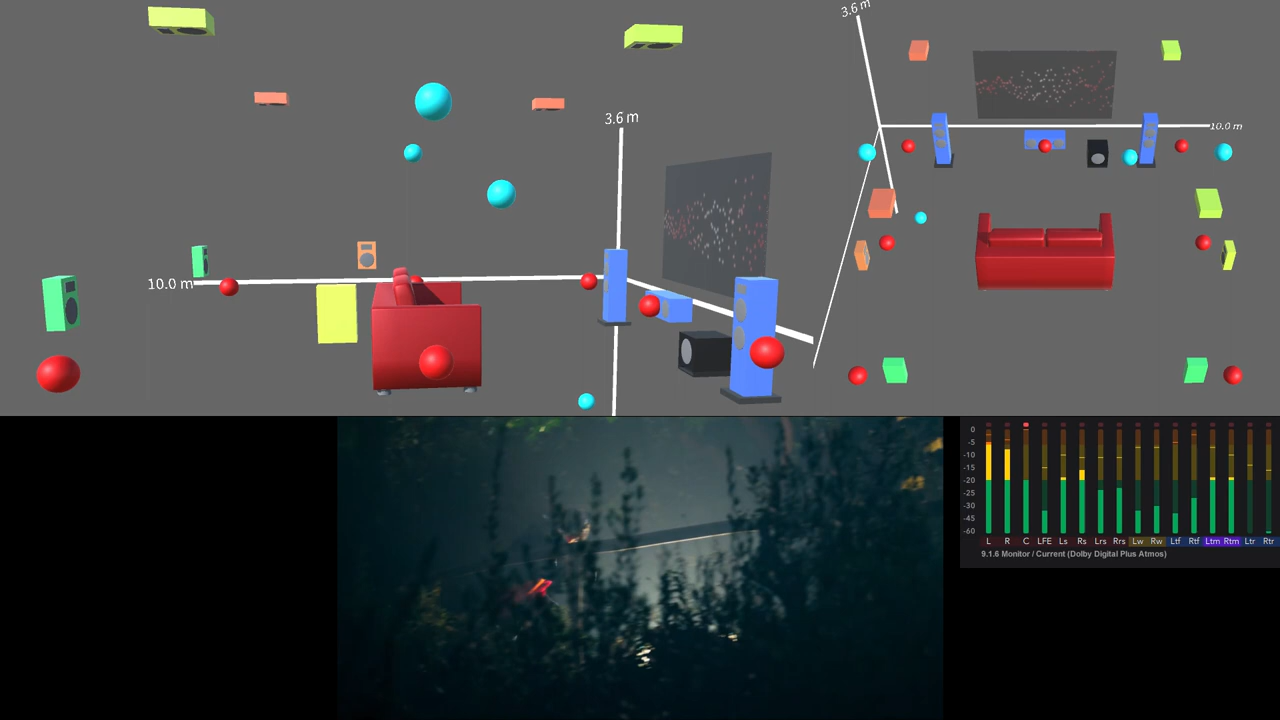 3.6 m
10.0 m
3.6 m
10.0 m
0
-5
-10
-15
-20
-25
-30
-35
-45
-60
L R C LFE Ls Rs Lrs Rrs Lw Rw Ltf Rtf Ltm Rtm Ltr Rtr
9.1.6 Monitor / Current (Dolby Digital Plus Atmos)